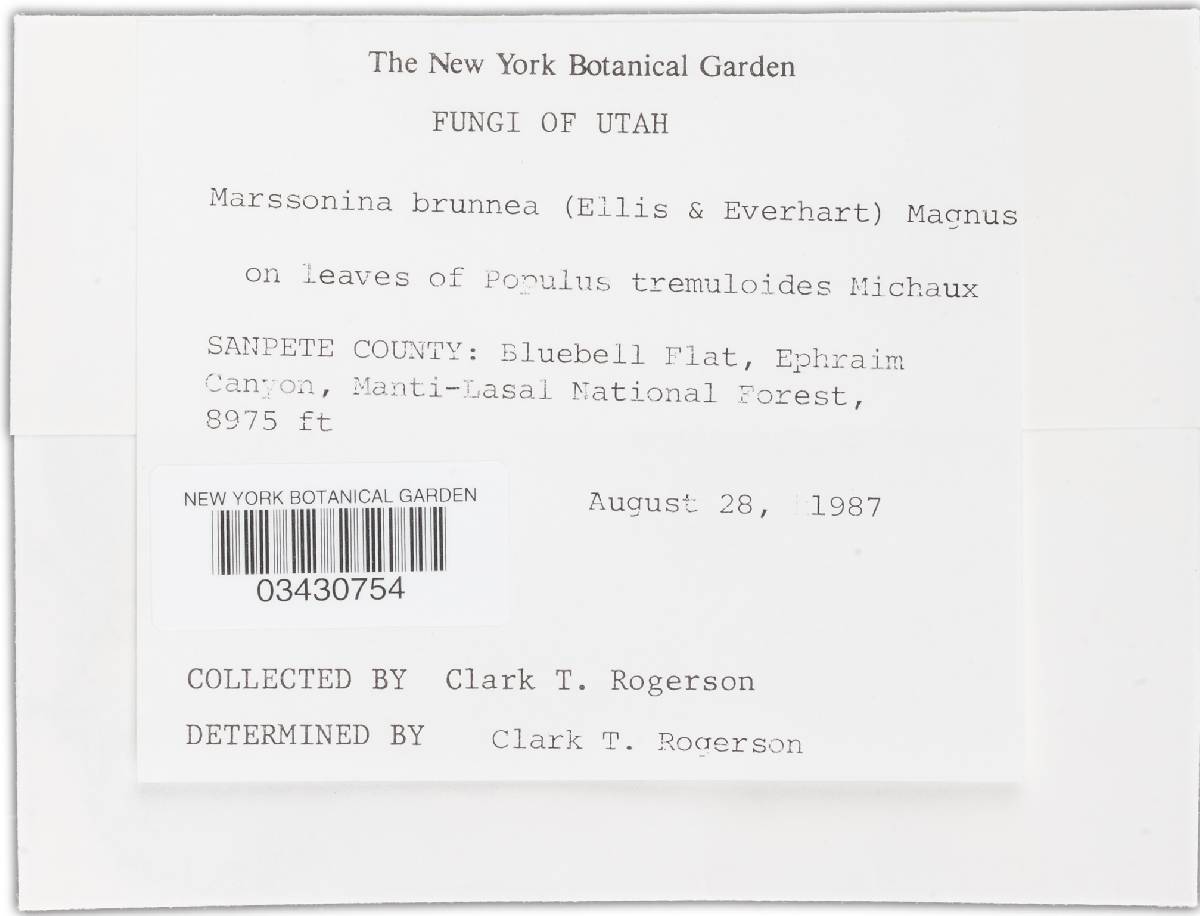 The New York Botanical Garden
FUNGI OF UTAH
Marssonina brunnea (Ellis & Everhart) Magnus
on leaves of Populus tremuloides Michaux
SANPETE COUNTY: Bluebell Flat, Ephraim
Canyon, Manti-Lasal National Forest,
8975 ft
August 28, 1987
NEW YORK BOTANICAL GARDEN
03430754
COLLECTED BY Clark T. Rogerson
DETERMINED BY Clark T. Rogerson